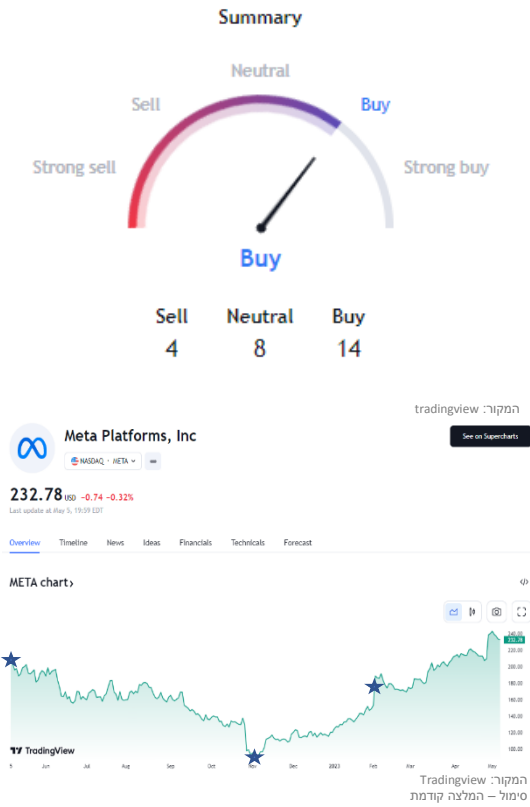 Summary
Neutral
Sell
Buy
Strong sell
Strong buy
Buy
Sell Neutral Buy
4 8 14
המקור: tradingview
Meta Platforms, Inc
See on Supercharts
NASDAQ · META
232.78 USD -0.74 -0.32%
Last update at May 5, 19:59 EDT
Overview Timeline News Ideas Financials Technicals Forecast
META chart›
240.00
232.78
220.00
200.00
180.00
160.00
140.00
120.00
100.00
TradingView
5 Jun Jul Aug Sep Oct Nov Dec 2023 Feb Mar Apr May
המקור: Tradingview
סימול – המלצה קודמת